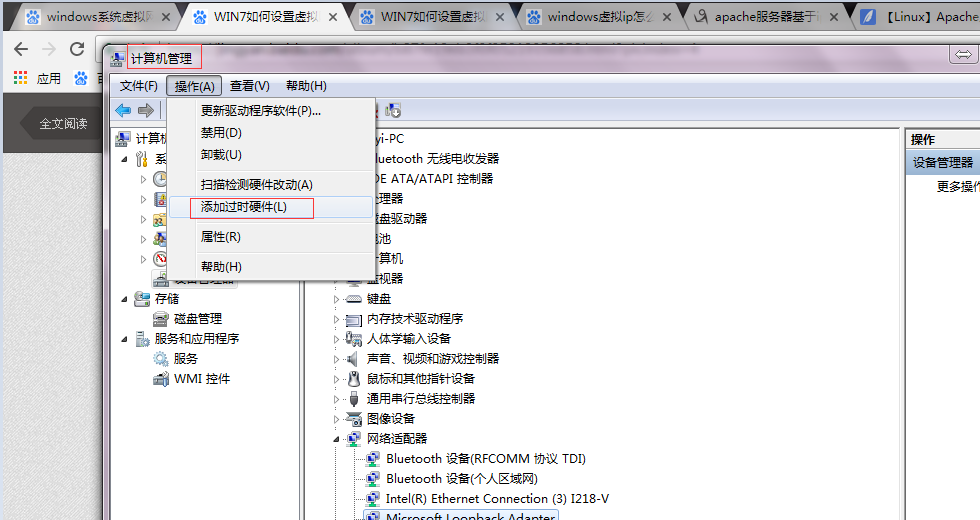 windows系统虚拟网
WIN7如何设置虚拟
WIN7如何设置虚拟
windows虚拟ip怎么
apache服务器基于
【Linux】Apache
应用
全文阅读
计算机管理
文件(F) 操作(A) 查看(V) 帮助(H)
更新驱动程序软件(P)...
禁用(D)
卸载(U)
扫描检测硬件改动(A)
添加过时硬件(L)
属性(R)
帮助(H)
计算机
系
存储
磁盘管理
服务和应用程序
服务
WMI 控件
yi-PC
luetooth 无线电收发器
DE ATA/ATAPI 控制器
处理器
磁盘驱动器
电池
计算机
监视器
键盘
内存技术驱动程序
人体学输入设备
声音、视频和游戏控制器
鼠标和其他指针设备
通用串行总线控制器
图像设备
网络适配器
Bluetooth 设备(RFCOMM 协议 TDI)
Bluetooth 设备(个人区域网)
Intel(R) Ethernet Connection (3) I218-V
Microsoft Loopback Adapter
操作
设备管理器
更多操作